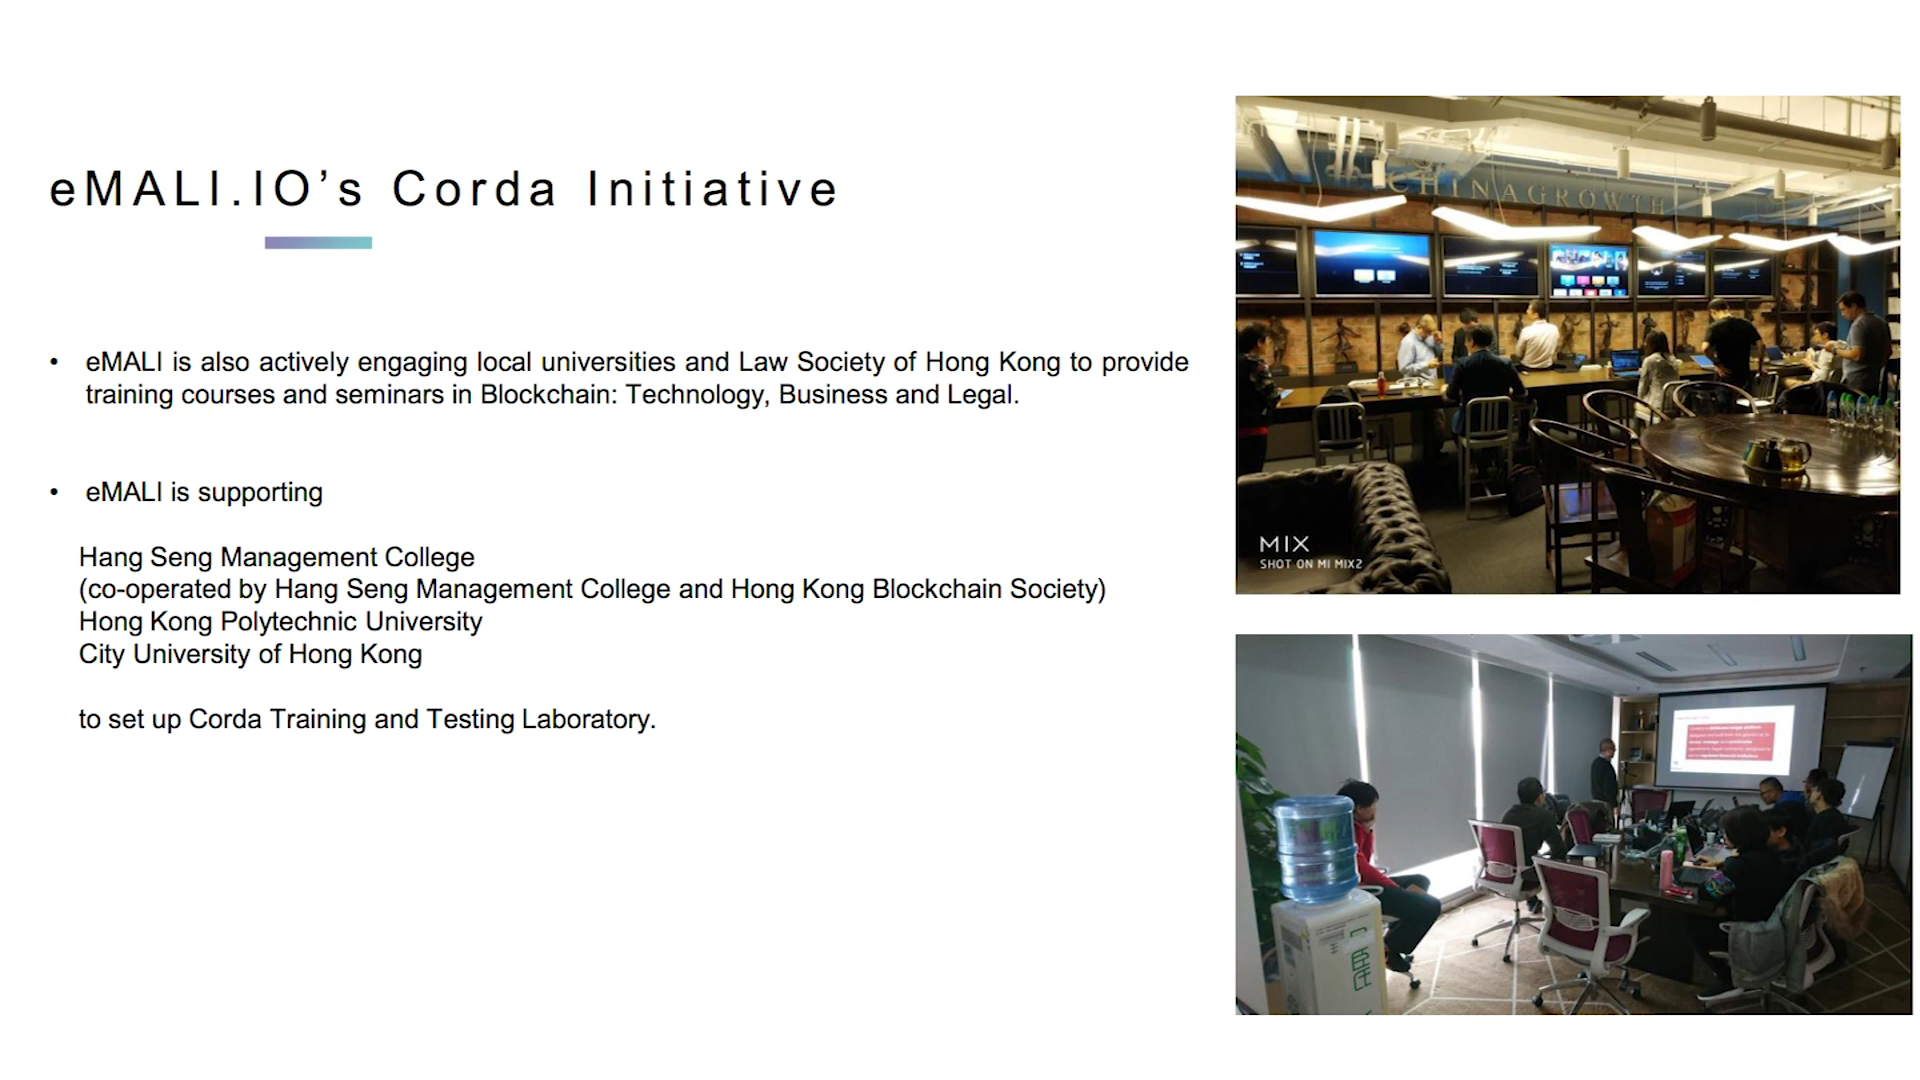 eMALI.IO’s Corda Initiative
• eMALI is also actively engaging local universities and Law Society of Hong Kong to provide
training courses and seminars in Blockchain: Technology, Business and Legal.
• eMALI is supporting
Hang Seng Management College
(co-operated by Hang Seng Management College and Hong Kong Blockchain Society)
Hong Kong Polytechnic University
City University of Hong Kong
to set up Corda Training and Testing Laboratory.
CHINAGROWTH
MIX
SHOT ON MI MIX2